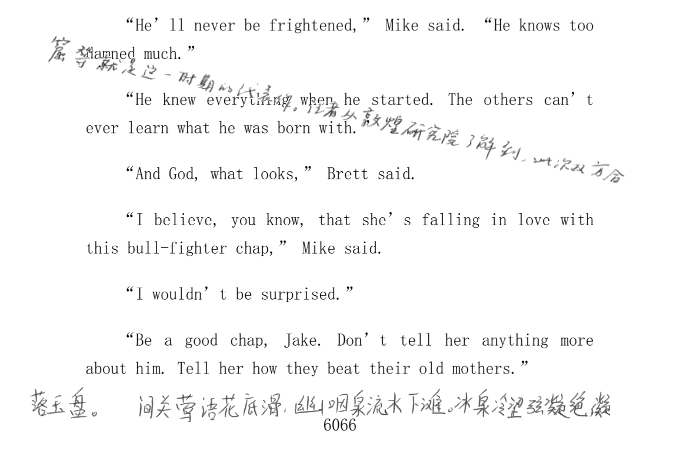 “He’ll never be frightened,” Mike said. “He knows too
damned much.”
窟等就是这一时期的代表作。住者从敦煌研究院了解到，此次双方合
“He knew everything when he started. The others can’t
ever learn what he was born with.”
“And God, what looks,” Brett said.
“I believe, you know, that she’s falling in love with
this bull-fighter chap,” Mike said.
“I wouldn’t be surprised.”
“Be a good chap, Jake. Don’t tell her anything more
about him. Tell her how they beat their old mothers.”
落玉盘。 间关莺语花底滑，幽咽泉流水下滩。冰泉冷涩弦凝绝，凝
6066